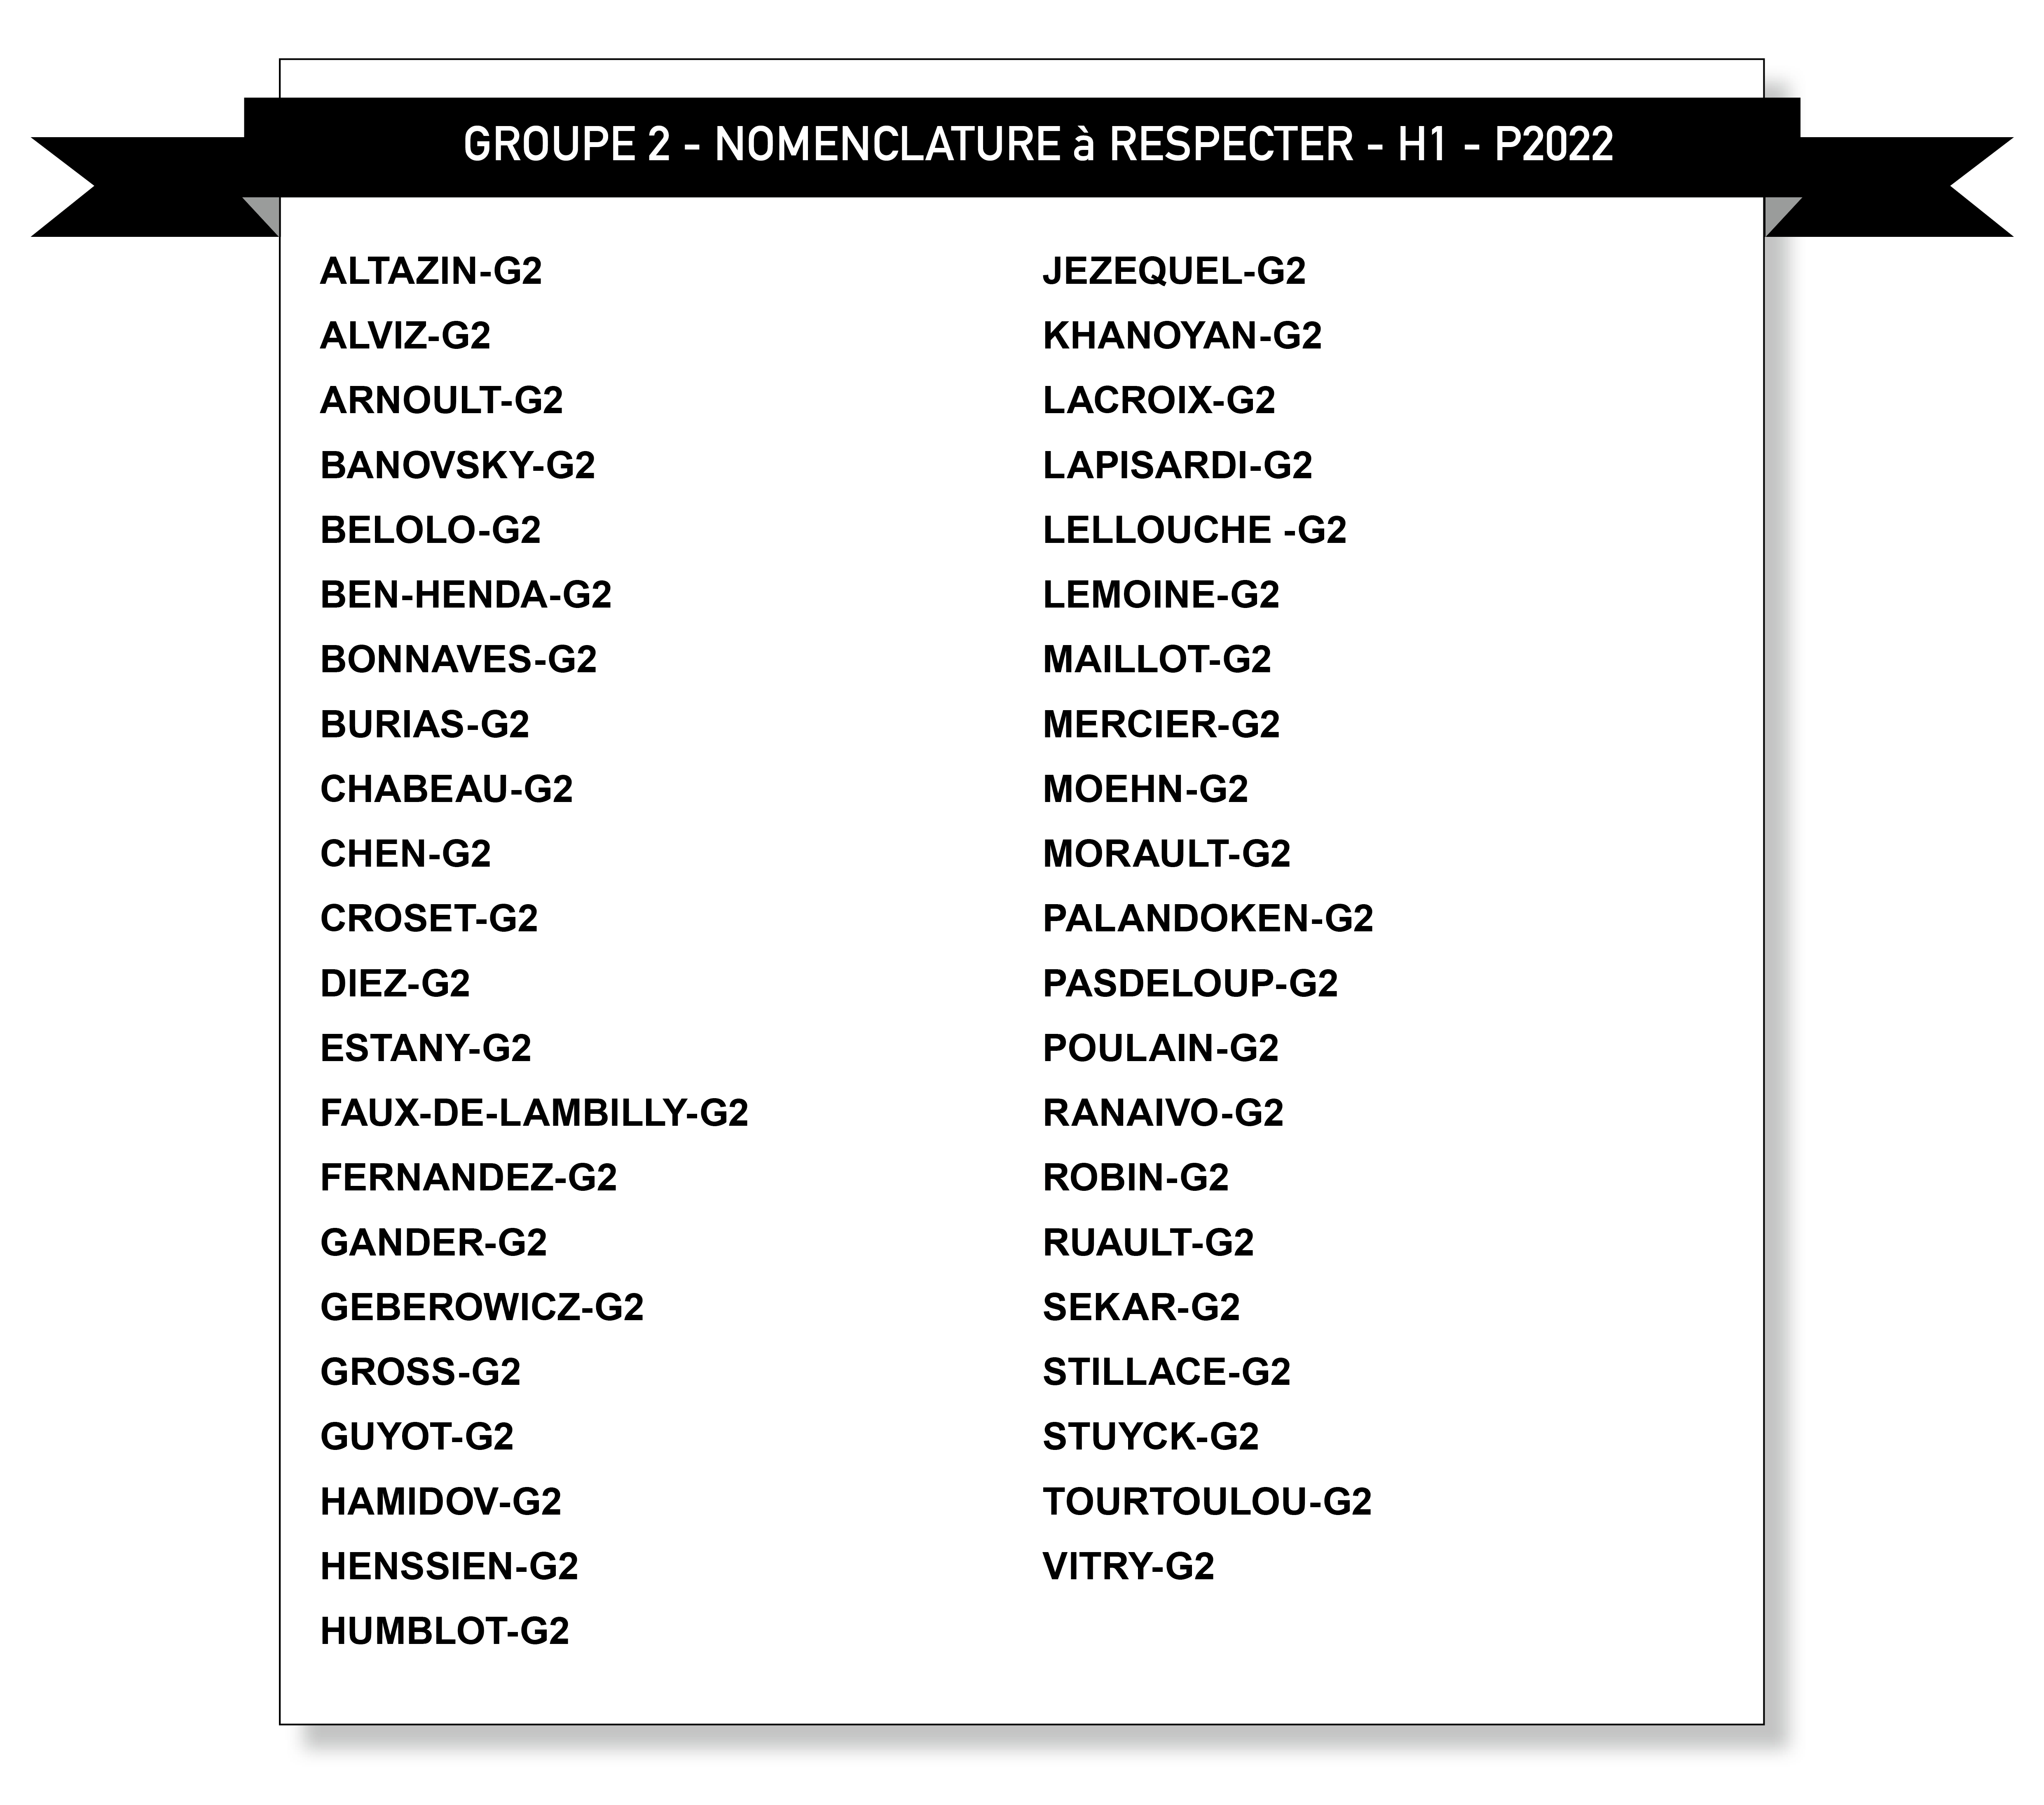 GROUPE 2 - NOMENCLATURE à RESPECTER - H1 - P2022
ALTAZIN-G2
ALVIZ-G2
ARNOULT-G2
BANOVSKY-G2
BELOLO-G2
BEN-HENDA-G2
BONNAVES-G2
BURIAS-G2
CHABEAU-G2
CHEN-G2
CROSET-G2
DIEZ-G2
ESTANY-G2
FAUX-DE-LAMBILLY-G2
FERNANDEZ-G2
GANDER-G2
GEBEROWICZ-G2
GROSS-G2
GUYOT-G2
HAMIDOV-G2
HENSSIEN-G2
HUMBLOT-G2
JEZEQUEL-G2
KHANOYAN-G2
LACROIX-G2
LAPISARDI-G2
LELLOUCHE -G2
LEMOINE-G2
MAILLOT-G2
MERCIER-G2
MOEHN-G2
MORAULT-G2
PALANDOKEN-G2
PASDELOUP-G2
POULAIN-G2
RANAIVO-G2
ROBIN-G2
RUAULT-G2
SEKAR-G2
STILLACE-G2
STUYCK-G2
TOURTOULOU-G2
VITRY-G2